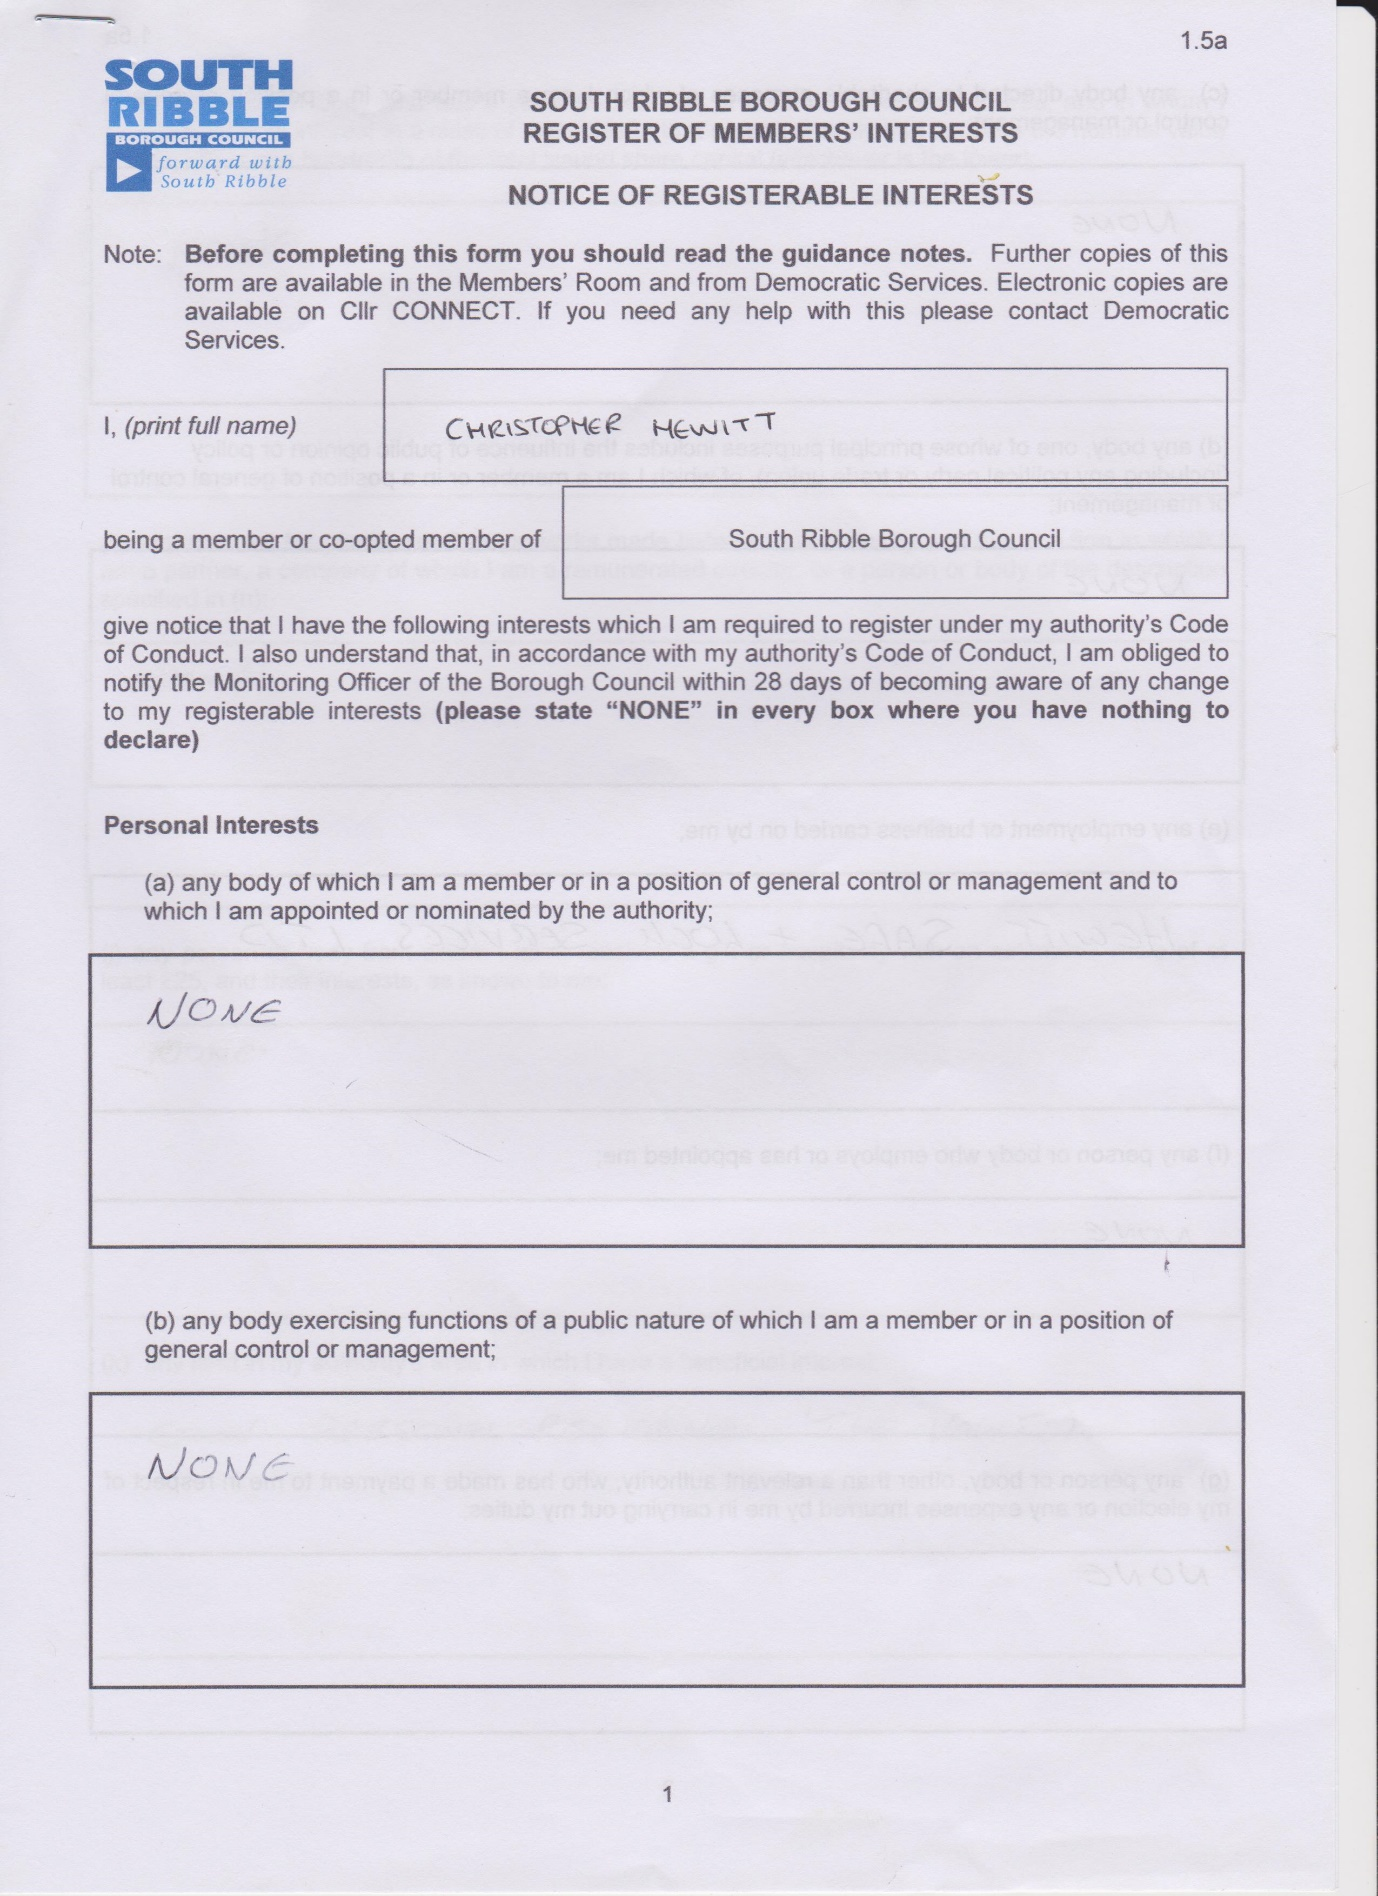 1.5a
SOUTH
RIBBLE
BOROUGH COUNCIL
forward with
South Ribble
SOUTH RIBBLE BOROUGH COUNCIL
REGISTER OF MEMBERS' INTERESTS
NOTICE OF REGISTERABLE INTERESTS
Note: Before completing this form you should read the guidance notes. Further copies of this
form are available in the Members' Room and from Democratic Services. Electronic copies are
available on Cllr CONNECT. If you need any help with this please contact Democratic
Services.
I, (print full name) CHRISTOPHER HEWITT
being a member or co-opted member of South Ribble Borough Council
give notice that I have the following interests which I am required to register under my authority's Code
of Conduct. I also understand that, in accordance with my authority's Code of Conduct, I am obliged to
notify the Monitoring Officer of the Borough Council within 28 days of becoming aware of any change
to my registerable interests (please state “NONE” in every box where you have nothing to
declare)
Personal Interests
(a) any body of which I am a member or in a position of general control or management and to
which I am appointed or nominated by the authority;
NONE
(b) any body exercising functions of a public nature of which I am a member or in a position of
general control or management;
NONE
1